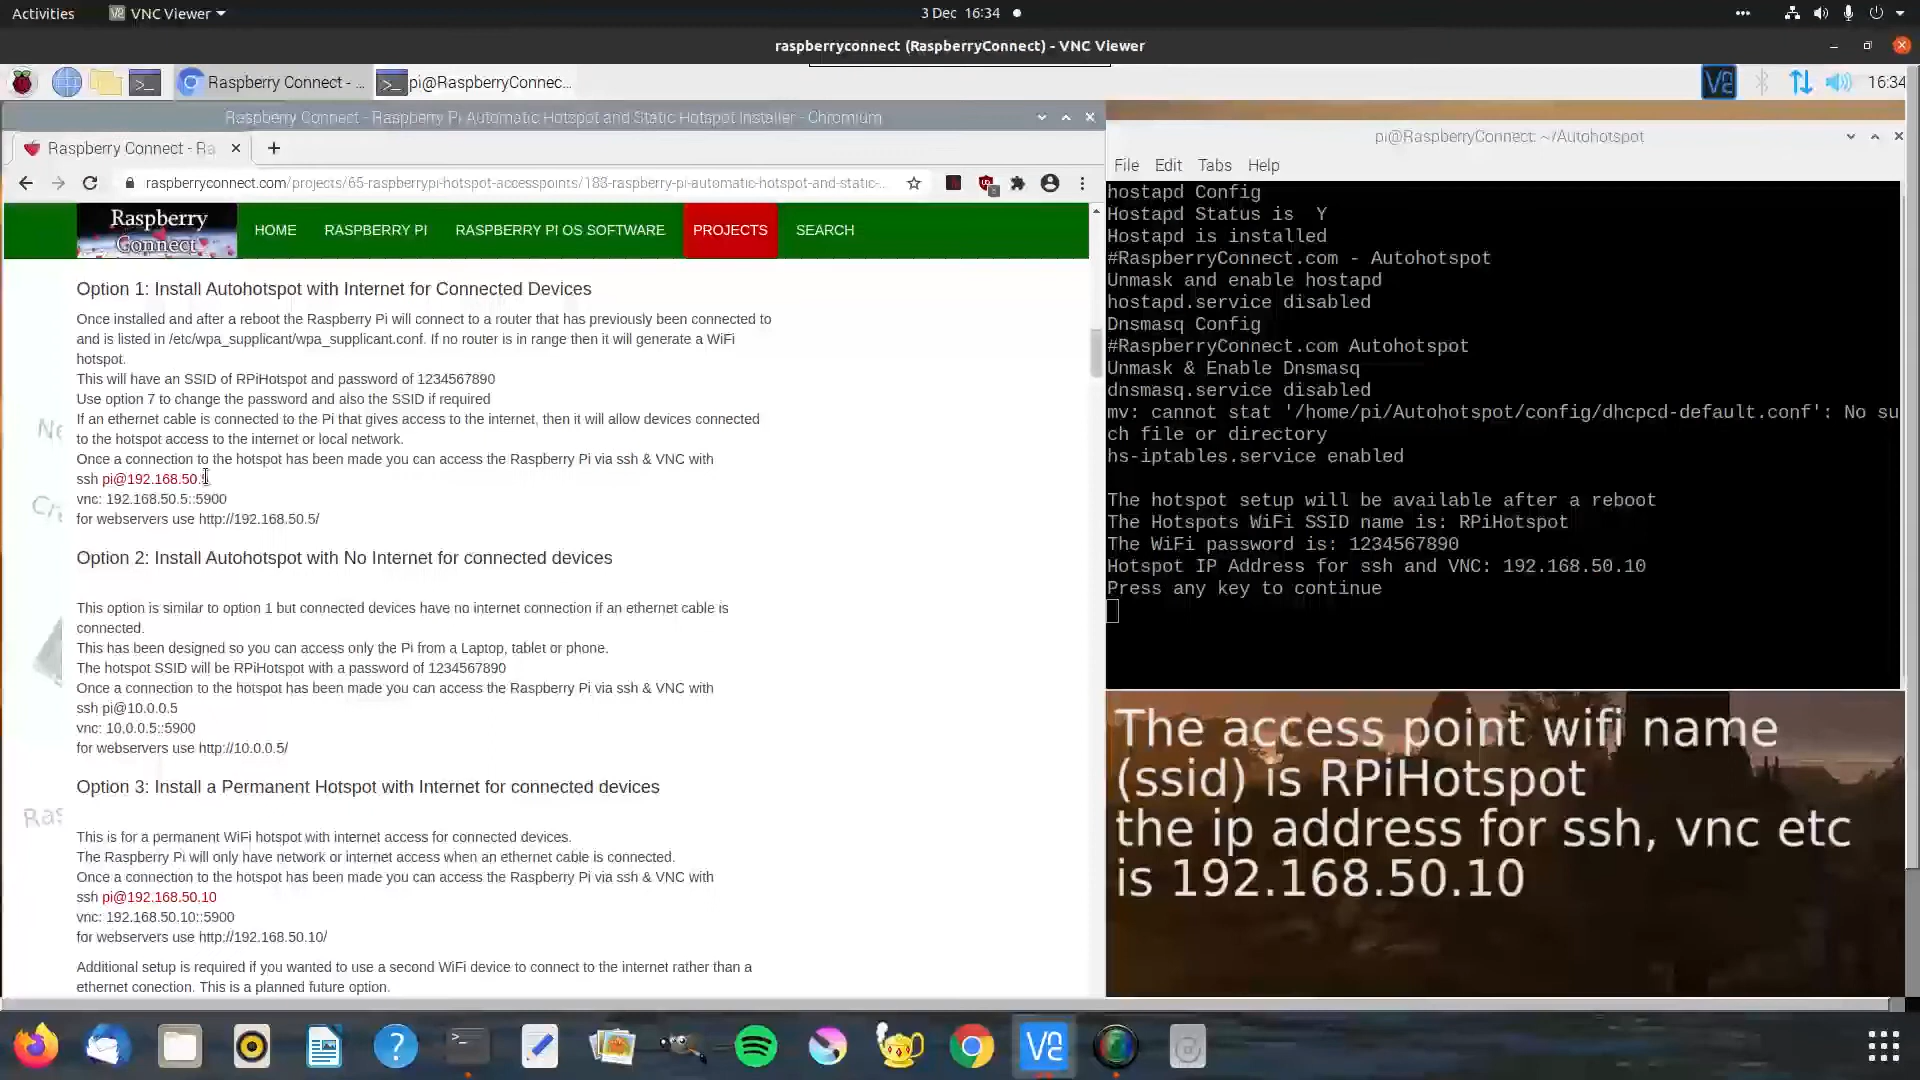 Activities
VNC Viewer
3 Dec 16:34
raspberryconnect (RaspberryConnect) - VNC Viewer
Raspberry Connect - ...
pi@RaspberryConnec...
16:34
Raspberry Connect - Raspberry Pi Automatic Hotspot and Static Hotspot Installer - Chromium
Raspberry Connect - Ra
raspberryconnect.com/projects/65-raspberrypi-hotspot-accesspoints/183-raspberry-pi-automatic-hotspot-and-static-...
Raspberry
Connect
HOME
RASPBERRY PI
RASPBERRY PI OS SOFTWARE
PROJECTS
SEARCH
Option 1: Install Autohotspot with Internet for Connected Devices
Once installed and after a reboot the Raspberry Pi will connect to a router that has previously been connected to
and is listed in /etc/wpa_supplicant/wpa_supplicant.conf. If no router is in range then it will generate a WiFi
hotspot.
This will have an SSID of RPiHotspot and password of 1234567890
Use option 7 to change the password and also the SSID if required
If an ethernet cable is connected to the Pi that gives access to the internet, then it will allow devices connected
to the hotspot access to the internet or local network.
Once a connection to the hotspot has been made you can access the Raspberry Pi via ssh & VNC with
ssh pi@192.168.50.5
vnc: 192.168.50.5::5900
for webservers use http://192.168.50.5/
Option 2: Install Autohotspot with No Internet for connected devices
This option is similar to option 1 but connected devices have no internet connection if an ethernet cable is
connected.
This has been designed so you can access only the Pi from a Laptop, tablet or phone.
The hotspot SSID will be RPiHotspot with a password of 1234567890
Once a connection to the hotspot has been made you can access the Raspberry Pi via ssh & VNC with
ssh pi@10.0.0.5
vnc: 10.0.0.5::5900
for webservers use http://10.0.0.5/
Option 3: Install a Permanent Hotspot with Internet for connected devices
This is for a permanent WiFi hotspot with internet access for connected devices.
The Raspberry Pi will only have network or internet access when an ethernet cable is connected.
Once a connection to the hotspot has been made you can access the Raspberry Pi via ssh & VNC with
ssh pi@192.168.50.10
vnc: 192.168.50.10::5900
for webservers use http://192.168.50.10/
Additional setup is required if you wanted to use a second WiFi device to connect to the internet rather than a
ethernet conection. This is a planned future option.
pi@RaspberryConnect: ~/Autohotspot
File Edit Tabs Help
hostapd Config
Hostapd Status is  Y
Hostapd is installed
#RaspberryConnect.com - Autohotspot
Unmask and enable hostapd
hostapd.service disabled
Dnsmasq Config
#RaspberryConnect.com Autohotspot
Unmask & Enable Dnsmasq
dnsmasq.service disabled
mv: cannot stat '/home/pi/Autohotspot/config/dhcpcd-default.conf': No su
ch file or directory
hs-iptables.service enabled
The hotspot setup will be available after a reboot
The Hotspots WiFi SSID name is: RPiHotspot
The WiFi password is: 1234567890
Hotspot IP Address for ssh and VNC: 192.168.50.10
Press any key to continue
The access point wifi name
(ssid) is RPiHotspot
the ip address for ssh, vnc etc
is 192.168.50.10